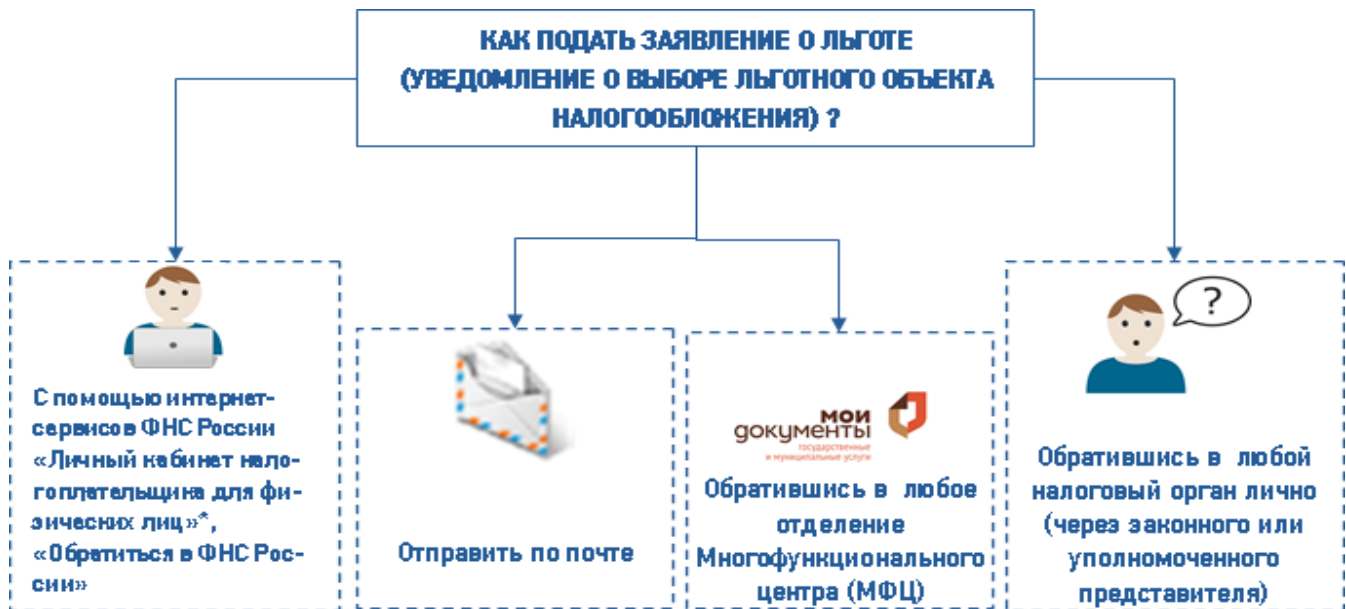 КАК ПОДАТЬ ЗАЯВЛЕНИЕ О ЛЬГОТЕ
(УВЕДОМЛЕНИЕ О ВЫБОРЕ ЛЬГОТНОГО ОБЪЕКТА
НАЛОГООБЛОЖЕНИЯ) ?
С помощью интернет-
сервисов ФНС России
«Личный кабинет нало-
гоплательщика для фи-
зических лиц»*,
«Обратиться в ФНС Рос-
сии»
Отправить по почте
мои
документы
государственные
и муниципальные услуги
Обратившись в любое
отделение
Многофункционального
центра (МФЦ)
?
Обратившись в любой
налоговый орган лично
(через законного или
уполномоченного
представителя)